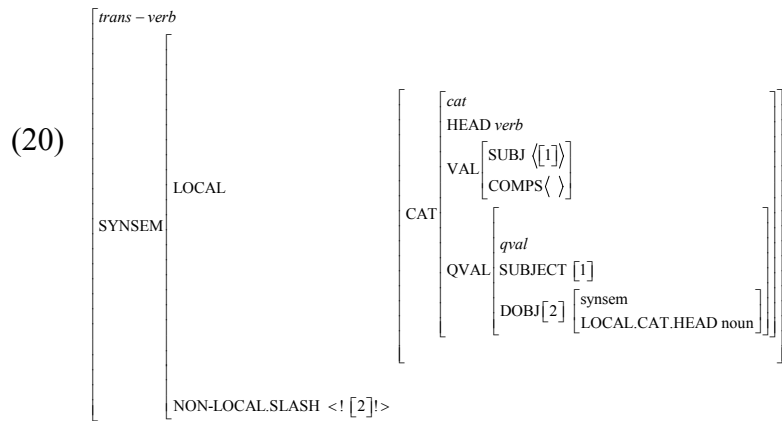 trans – verb
cat
HEAD verb
(20)
SUBJ ⟨[1]⟩
VAL
COMPS⟨ ⟩
LOCAL
CAT
SYNSEM
qval
QVAL SUBJECT [1]
synsem
DOBJ[2]
LOCAL.CAT.HEAD noun
NON-LOCAL.SLASH <! [2]!>